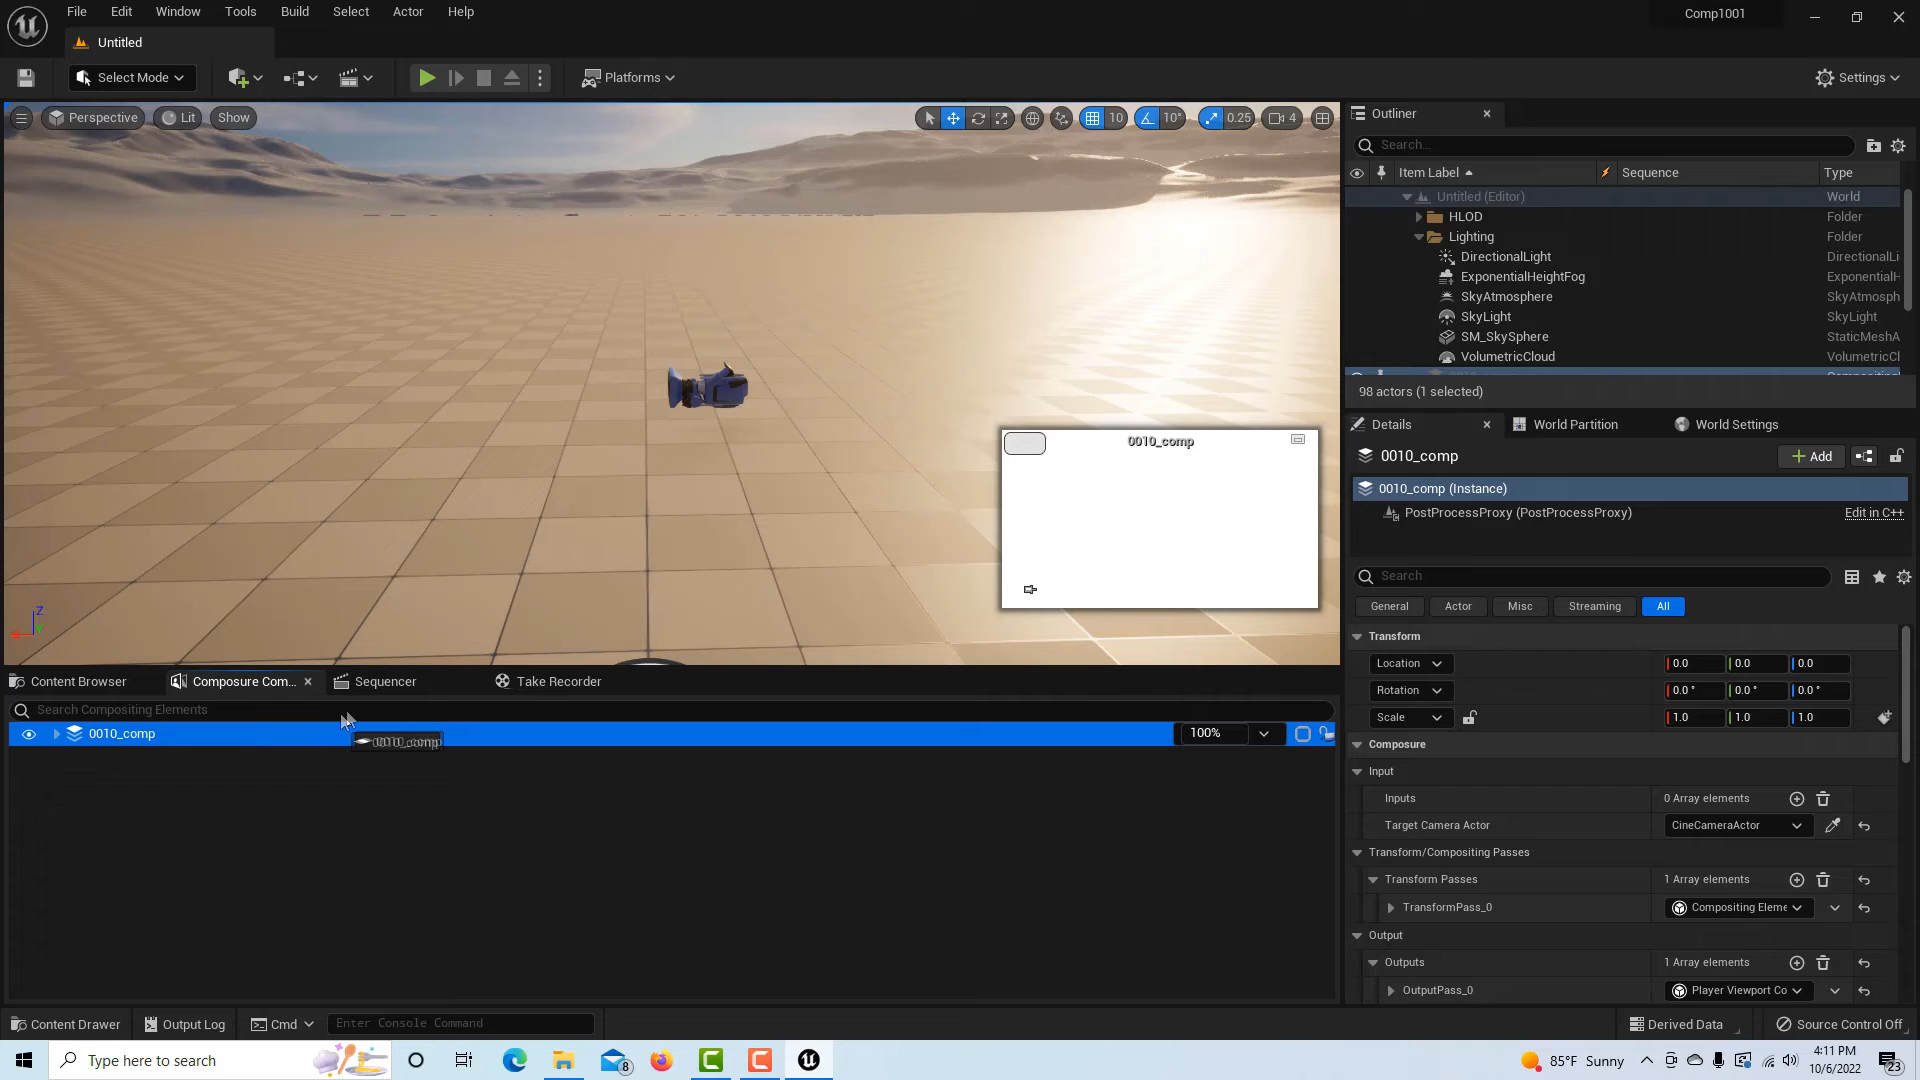 File Edit Window Tools Build Select Actor Help
Comp1001
Untitled
Select Mode
Platforms
Settings
Perspective Lit Show
10 10° 0.25 4
0010_comp
Outliner
Search...
Item Label Sequence Type
Untitled (Editor) World
HLOD Folder
Lighting Folder
DirectionalLight DirectionalLi
ExponentialHeightFog ExponentialH
SkyAtmosphere SkyAtmosph
SkyLight SkyLight
SM_SkySphere StaticMeshA
VolumetricCloud VolumetricCl
98 actors (1 selected)
Details World Partition World Settings
0010_comp Add
0010_comp (Instance)
PostProcessProxy (PostProcessProxy) Edit in C++
Search
General Actor Misc Streaming All
Transform
Location 0.0 0.0 0.0
Rotation 0.0 ° 0.0 ° 0.0 °
Scale 1.0 1.0 1.0
Composure
Input
Inputs 0 Array elements
Target Camera Actor CineCameraActor
Transform/Compositing Passes
Transform Passes 1 Array elements
TransformPass_0 Compositing Eleme
Output
Outputs 1 Array elements
OutputPass_0 Player Viewport Co
Content Browser Composure Com... Sequencer Take Recorder
Search Compositing Elements
0010_comp 100%
0010_comp
Z
Content Drawer Output Log Cmd Enter Console Command Derived Data Source Control Off
Type here to search 8 85°F Sunny 4:11 PM
10/6/2022 23